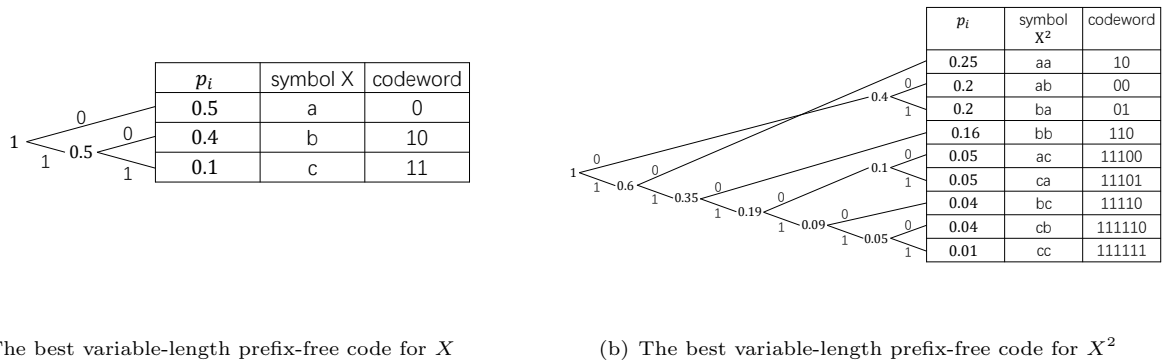 p_i symbol X codeword
0.5 a 0
0.4 b 10
0.1 c 11
1 0 1 0.5 0 1
p_i symbol X² codeword
0.25 aa 10
0.2 ab 00
0.2 ba 01
0.16 bb 110
0.05 ac 11100
0.05 ca 11101
0.04 bc 11110
0.04 cb 111110
0.01 cc 111111
0.4 0 1
1 0 1
0.6 0 1
0.35 0 1
0.19 0 1
0.1 0 1
0.09 0 1
0.05 0 1
he best variable-length prefix-free code for X
(b) The best variable-length prefix-free code for X²